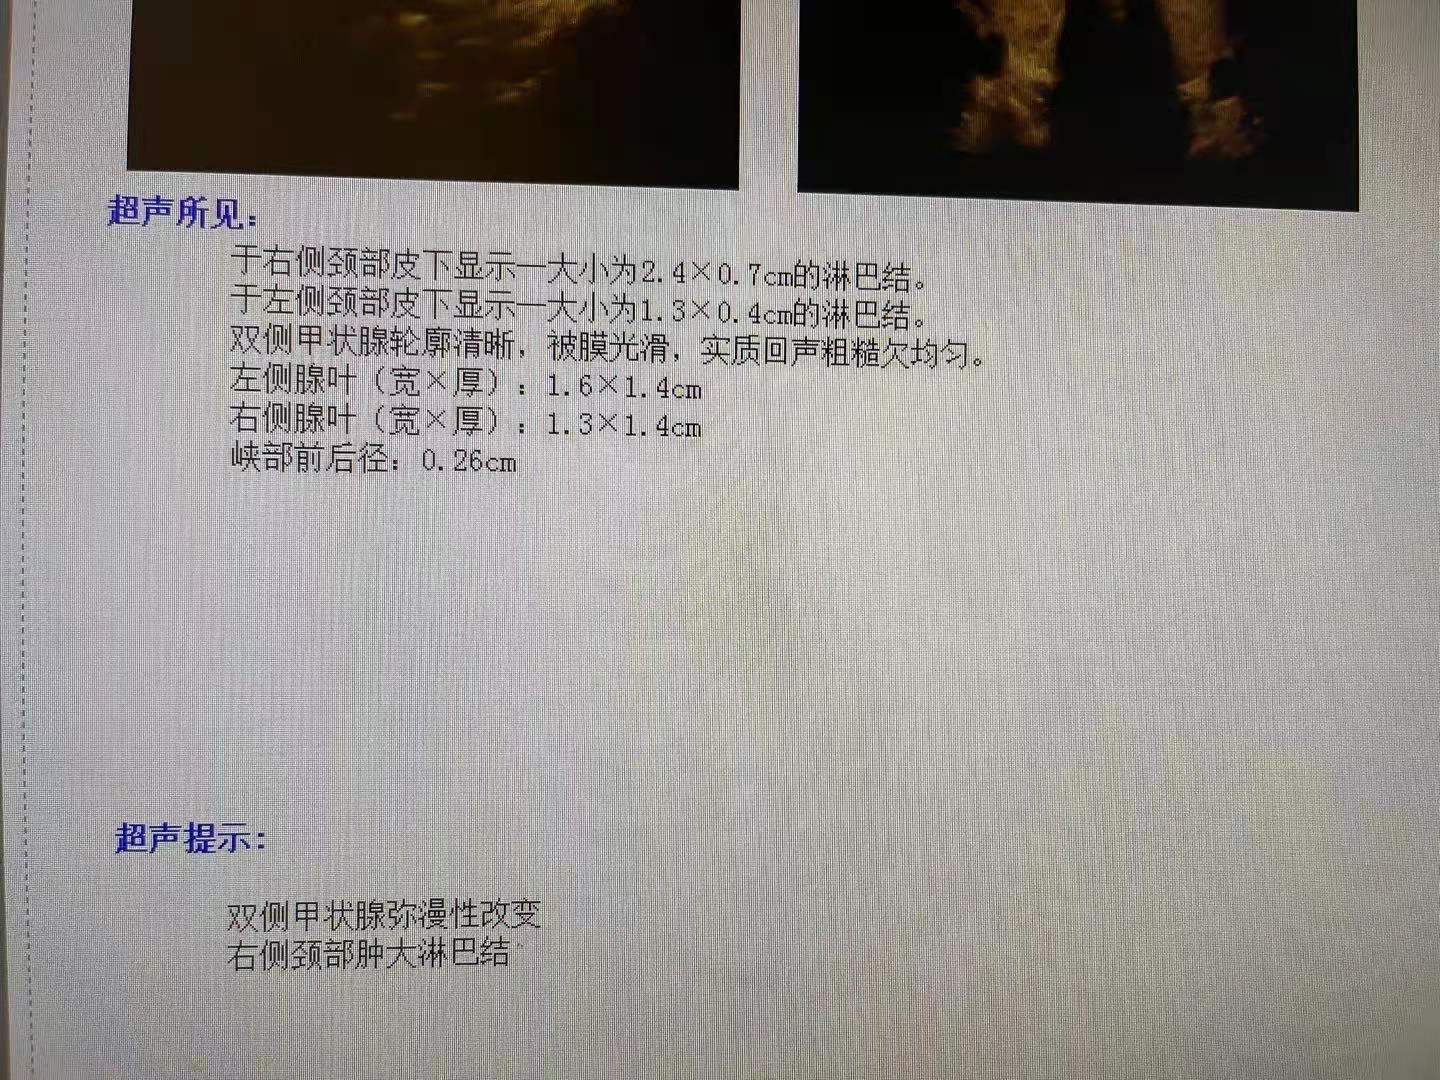 超声所见：
于右侧颈部皮下显示一大小为2.4×0.7cm的淋巴结。
于左侧颈部皮下显示一大小为1.3×0.4cm的淋巴结。
双侧甲状腺轮廓清晰，被膜光滑，实质回声粗糙欠均匀。
左侧腺叶（宽×厚）：1.6×1.4cm
右侧腺叶（宽×厚）：1.3×1.4cm
峡部前后径：0.26cm
超声提示：
双侧甲状腺弥漫性改变
右侧颈部肿大淋巴结